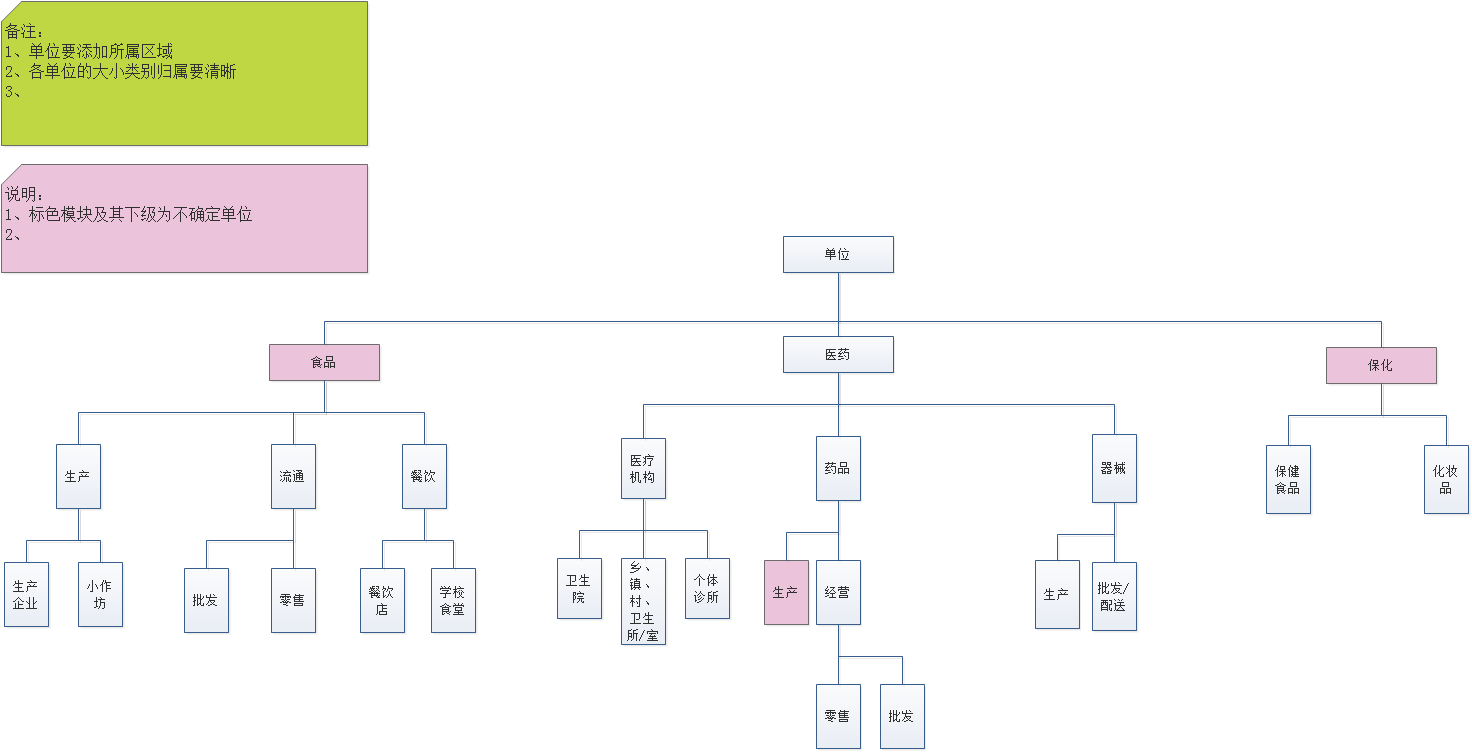 备注：
1、单位要添加所属区域
2、各单位的大小类别归属要清晰
3、
说明：
1、标色模块及其下级为不确定单位
2、
单位
食品
医药
保化
生产
流通
餐饮
医疗
机构
药品
器械
保健
食品
化妆
品
生产
企业
小作
坊
批发
零售
餐饮
店
学校
食堂
卫生
院
乡、
镇、
村、
卫生
所/室
个体
诊所
生产
经营
生产
批发/
配送
零售
批发